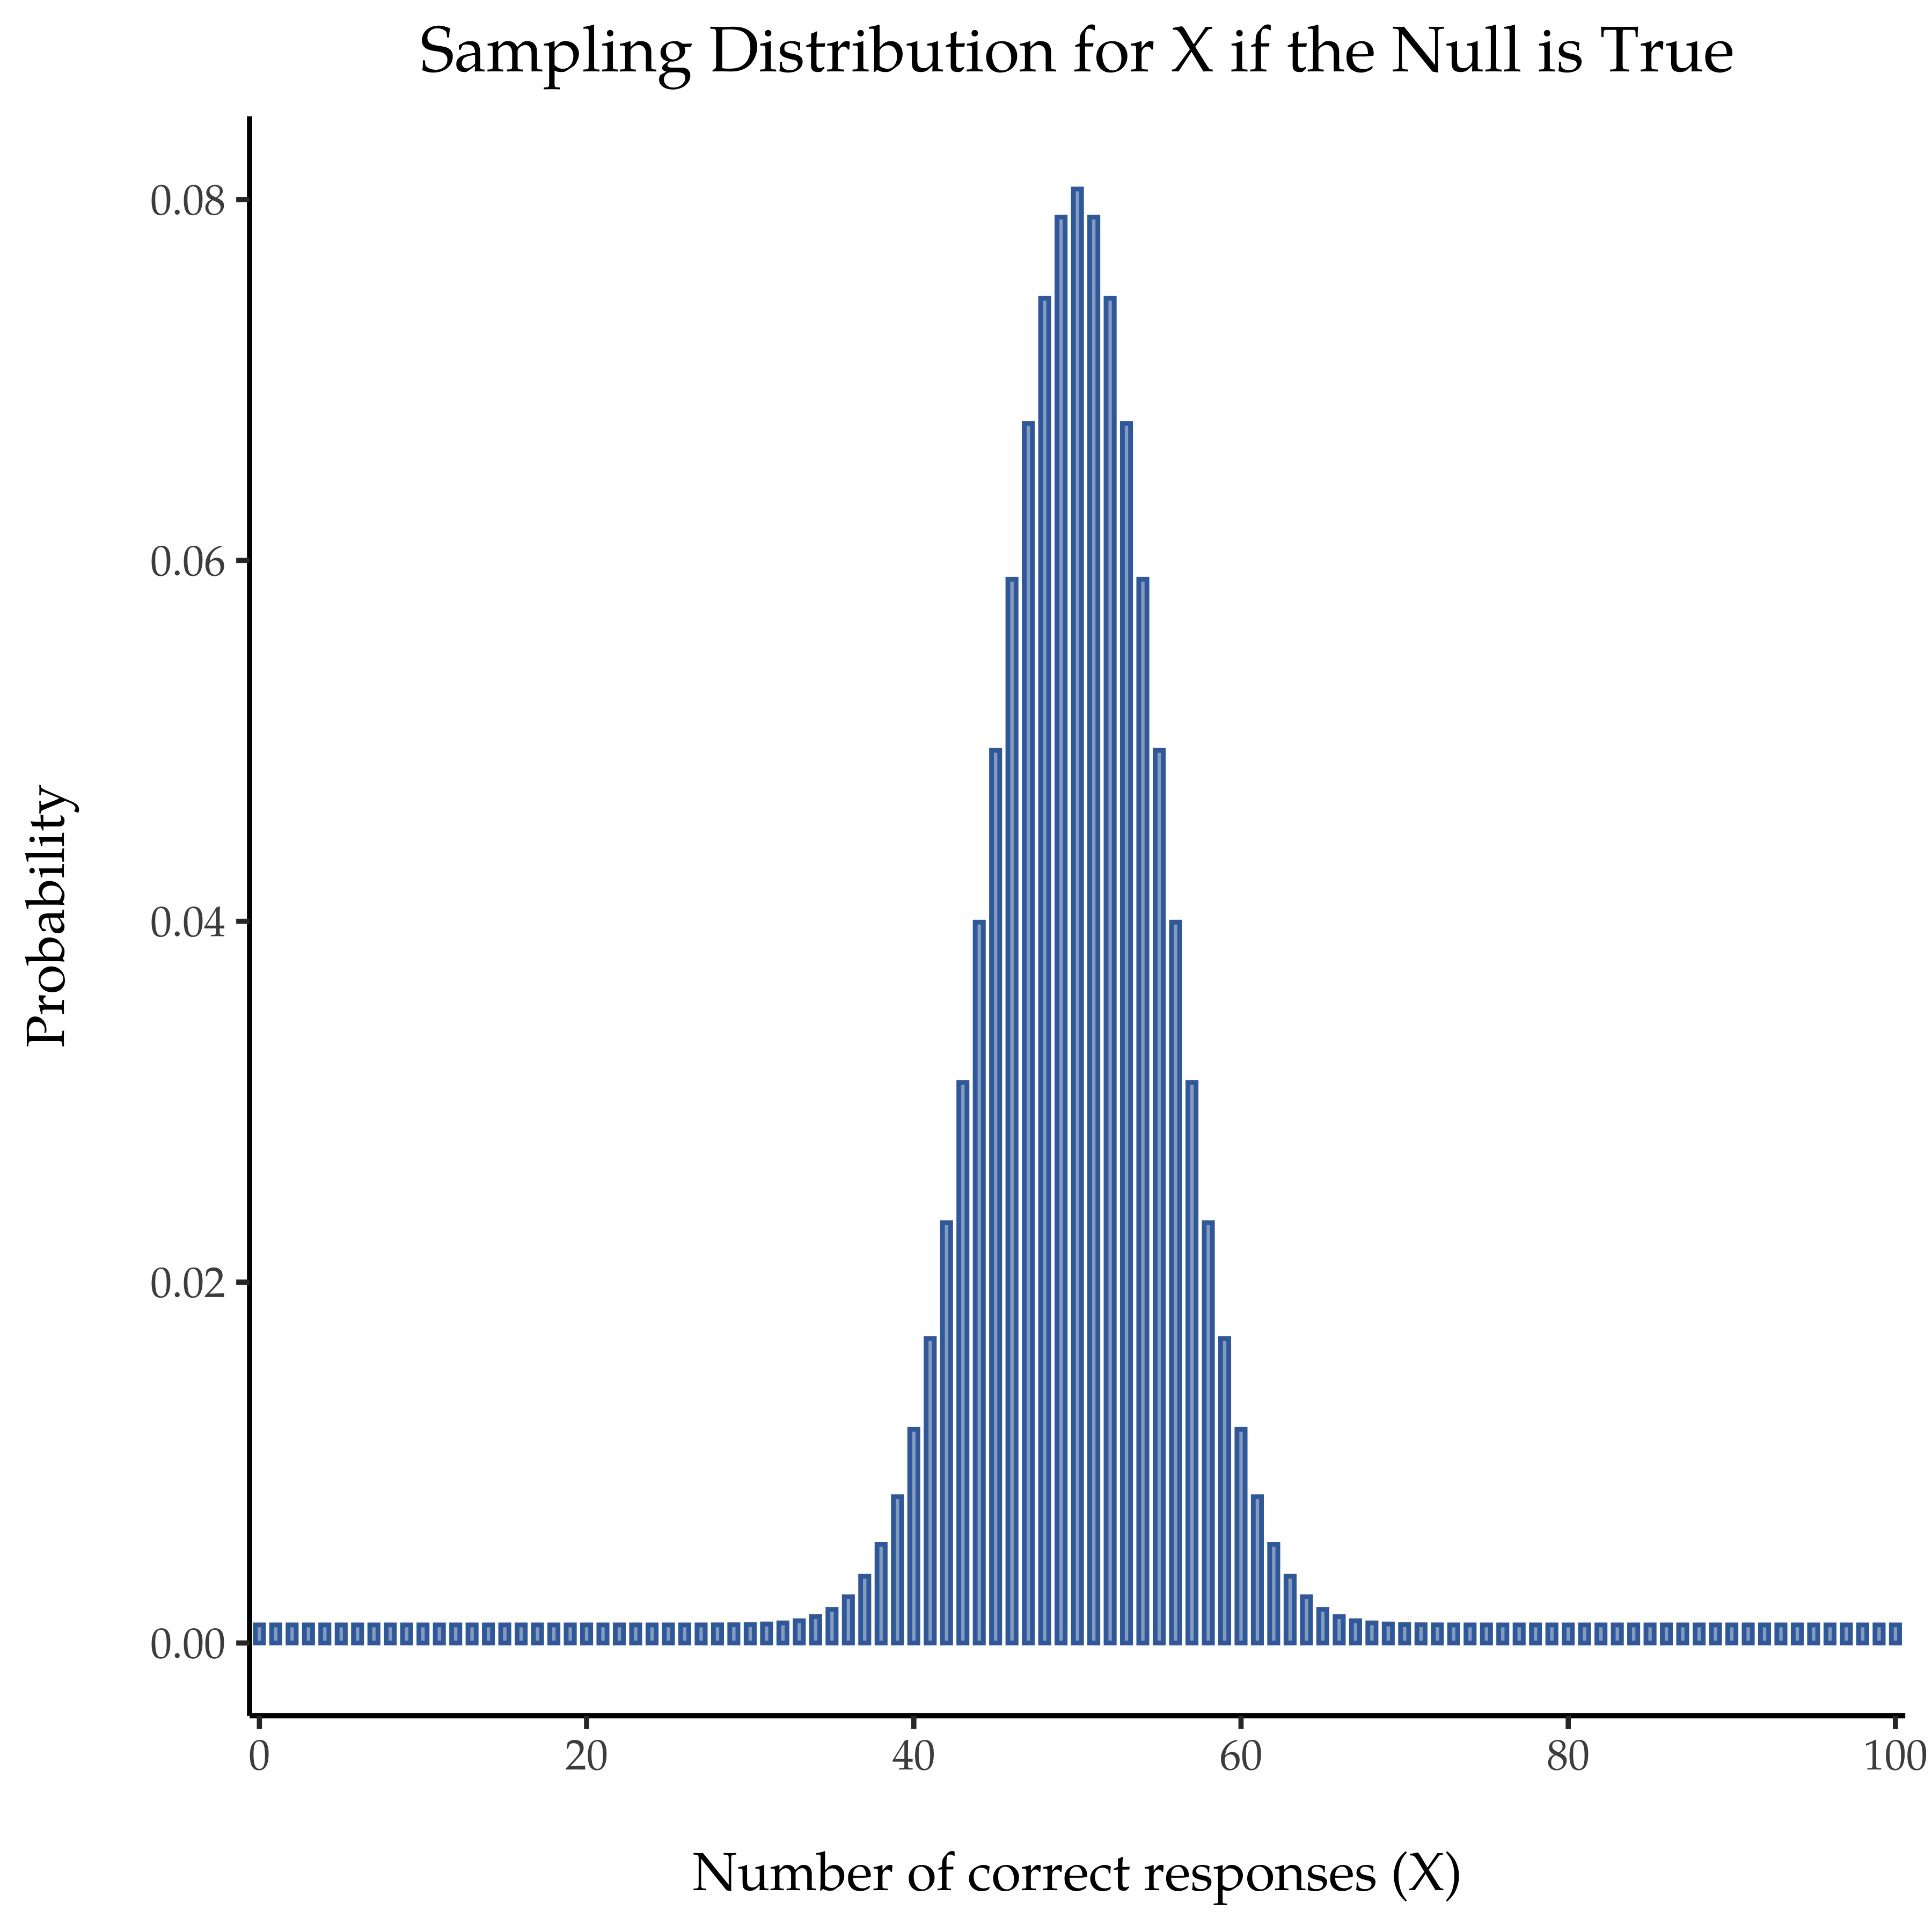 Sampling Distribution for X if the Null is True
Probability
0.08
0.06
0.04
0.02
0.00
0 20 40 60 80 100
Number of correct responses (X)